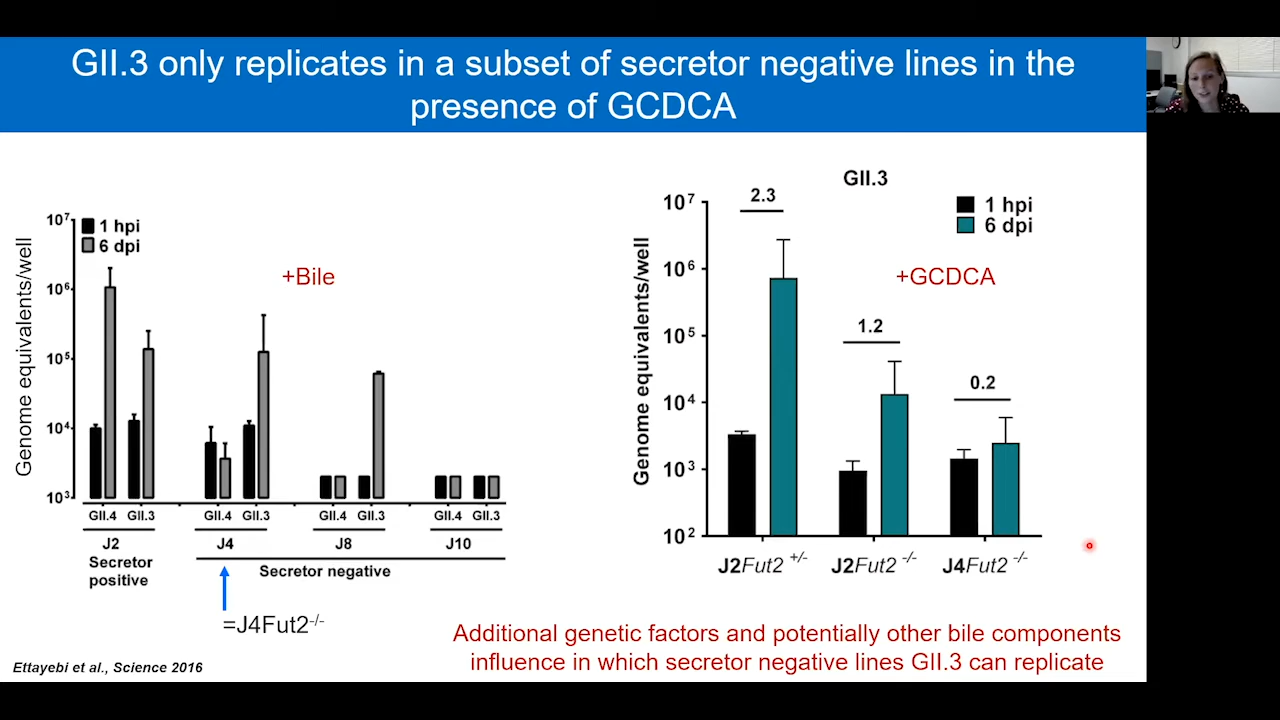 GII.3 only replicates in a subset of secretor negative lines in the
presence of GCDCA
Genome equivalents/well
10⁷
10⁶
10⁵
10⁴
10³
1 hpi
6 dpi
+Bile
GII.4 GII.3 GII.4 GII.3 GII.4 GII.3 GII.4 GII.3
J2 J4 J8 J10
Secretor
positive
Secretor negative
=J4Fut2-/-
Ettayebi et al., Science 2016
GII.3
Genome equivalents/well
10⁷
10⁶
10⁵
10⁴
10³
10²
1 hpi
6 dpi
+GCDCA
2.3
1.2
0.2
J2Fut2 +/- J2Fut2 -/- J4Fut2 -/-
Additional genetic factors and potentially other bile components
influence in which secretor negative lines GII.3 can replicate